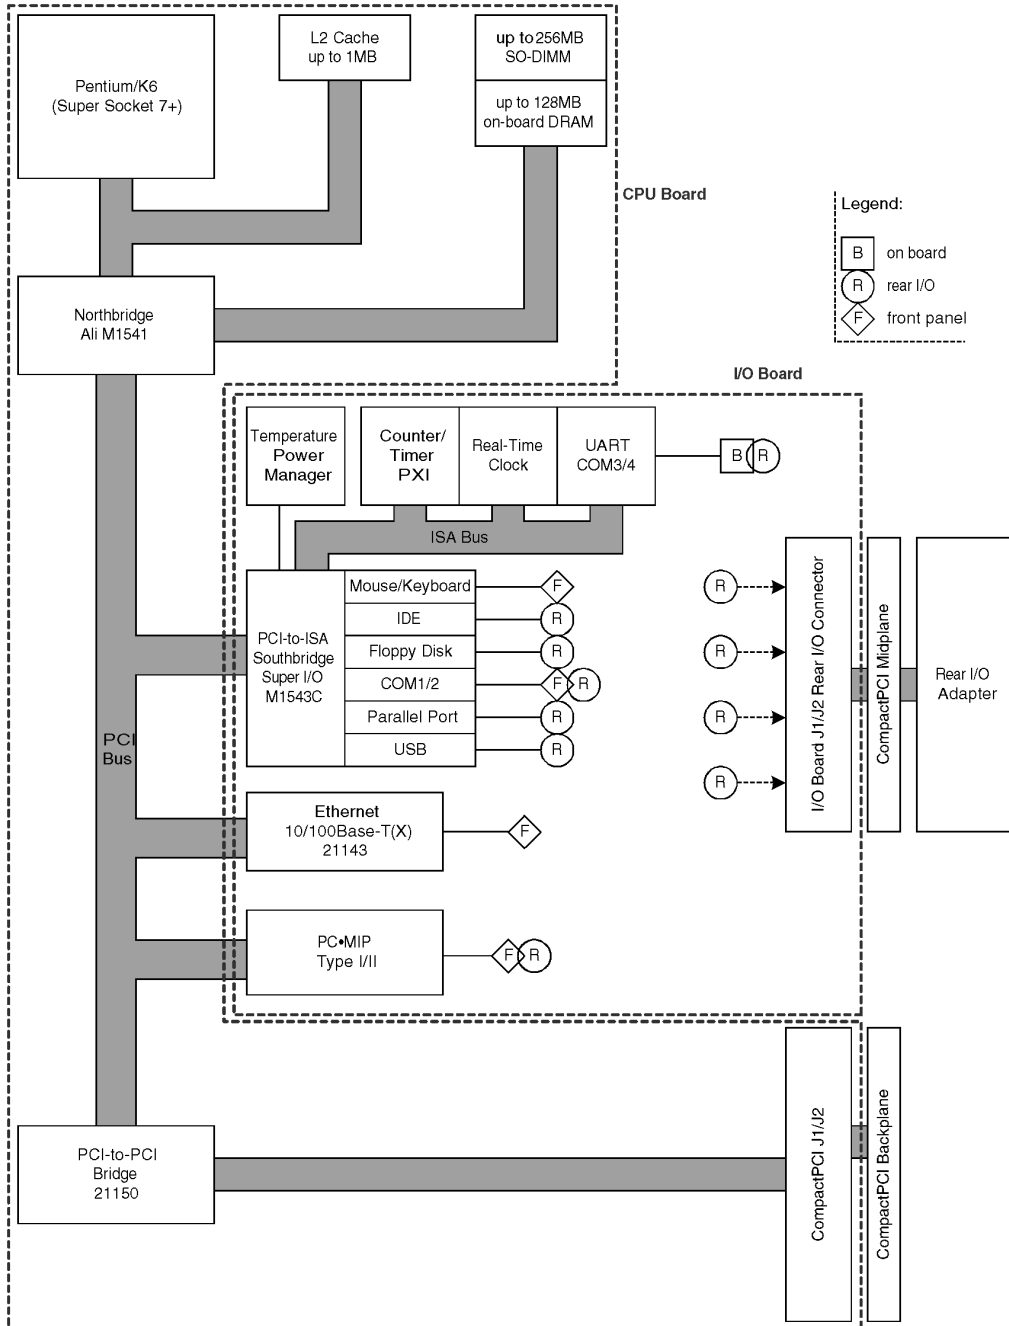 Pentium/K6
(Super Socket 7+)
L2 Cache
up to 1MB
up to 256MB
SO-DIMM
up to 128MB
on-board DRAM
CPU Board
Legend:
B on board
R rear I/O
F front panel
Northbridge
Ali M1541
I/O Board
Temperature
Power
Manager
Counter/
Timer
PXI
Real-Time
Clock
UART
COM3/4
B R
ISA Bus
PCI-to-ISA
Southbridge
Super I/O
M1543C
Mouse/Keyboard F
IDE R
Floppy Disk R
COM1/2 F R
Parallel Port R
USB R
R
R
R
R
I/O Board J1/J2 Rear I/O Connector
CompactPCI Midplane
Rear I/O
Adapter
PCI
Bus
Ethernet
10/100Base-T(X)
21143
F
PC•MIP
Type I/II
F R
PCI-to-PCI
Bridge
21150
CompactPCI J1/J2
CompactPCI Backplane